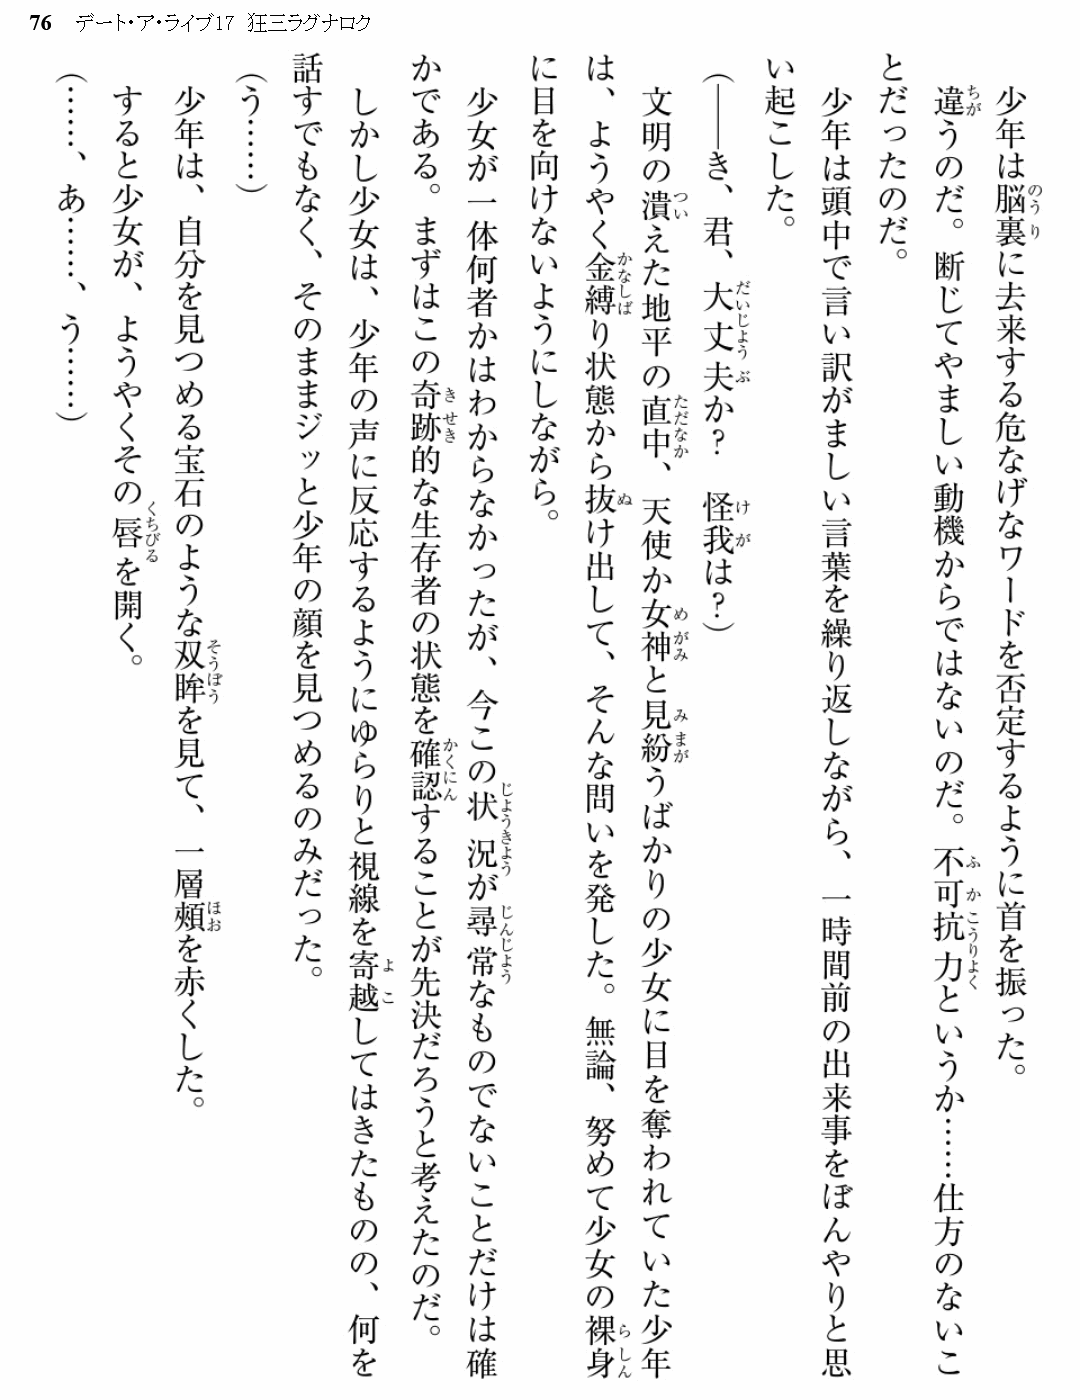 76 デート・ア・ライブ17 狂三ラグナロク
少年は脳裏に去来する危なげなワードを否定するように首を振った。
違うのだ。断じてやましい動機からではないのだ。不可抗力というか……仕方のないこ
とだったのだ。
少年は頭中で言い訳がましい言葉を繰り返しながら、一時間前の出来事をぼんやりと思
い起こした。
（――き、君、大丈夫か？　怪我は？）
文明の潰えた地平の直中、天使か女神と見紛うばかりの少女に目を奪われていた少年
は、ようやく金縛り状態から抜け出して、そんな問いを発した。無論、努めて少女の裸身
に目を向けないようにしながら。
少女が一体何者かはわからなかったが、今この状況が尋常なものでないことだけは確
かである。まずはこの奇跡的な生存者の状態を確認することが先決だろうと考えたのだ。
しかし少女は、少年の声に反応するようにゆらりと視線を寄越してはきたものの、何を
話すでもなく、そのままジッと少年の顔を見つめるのみだった。
（う……）
少年は、自分を見つめる宝石のような双眸を見て、一層頰を赤くした。
すると少女が、ようやくその唇を開く。
（……、あ……、う……）